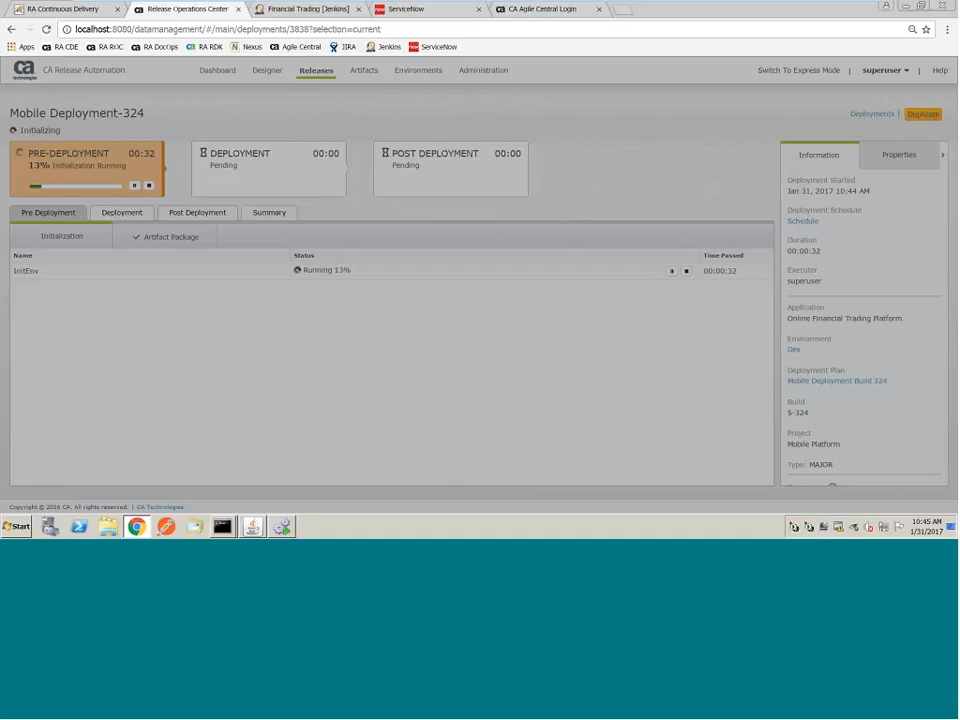 RA Continuous Delivery
Release Operations Center
Financial Trading [Jenkins]
ServiceNow
CA Agile Central Login
localhost:8080/datamanagement/#/main/deployments/3838?selection=current
Apps RA CDE RA ROC RA DocOps RA RDK Nexus Agile Central JIRA Jenkins ServiceNow
CA Release Automation
Dashboard Designer Releases Artifacts Environments Administration
Switch To Express Mode | superuser | Help
Mobile Deployment-324
Deployments | Duplicate
Initializing
PRE-DEPLOYMENT 00:32
13% Initialization Running
DEPLOYMENT 00:00
Pending
POST DEPLOYMENT 00:00
Pending
Pre Deployment Deployment Post Deployment Summary
Initialization Artifact Package
Name Status Time Passed
InitEnv Running 13% 00:00:32
Information Properties
Deployment Started
Jan 31, 2017 10:44 AM
Deployment Schedule
Schedule
Duration
00:00:32
Executer
superuser
Application
Online Financial Trading Platform
Environment
Dev
Deployment Plan
Mobile Deployment Build 324
Build
S-324
Project
Mobile Platform
Type: MAJOR
Copyright © 2016 CA. All rights reserved. | CA Technologies
Start
10:45 AM
1/31/2017